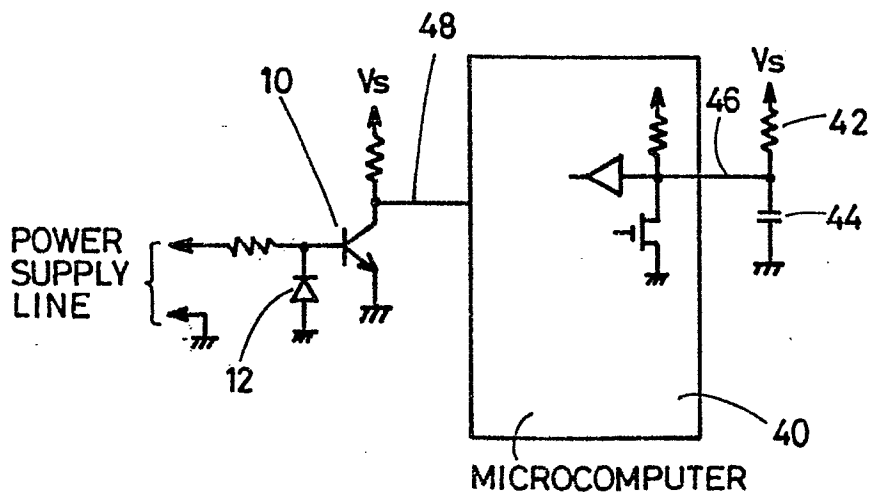 48
10
Vs
Vs
46
42
44
POWER
SUPPLY
LINE
12
40
MICROCOMPUTER